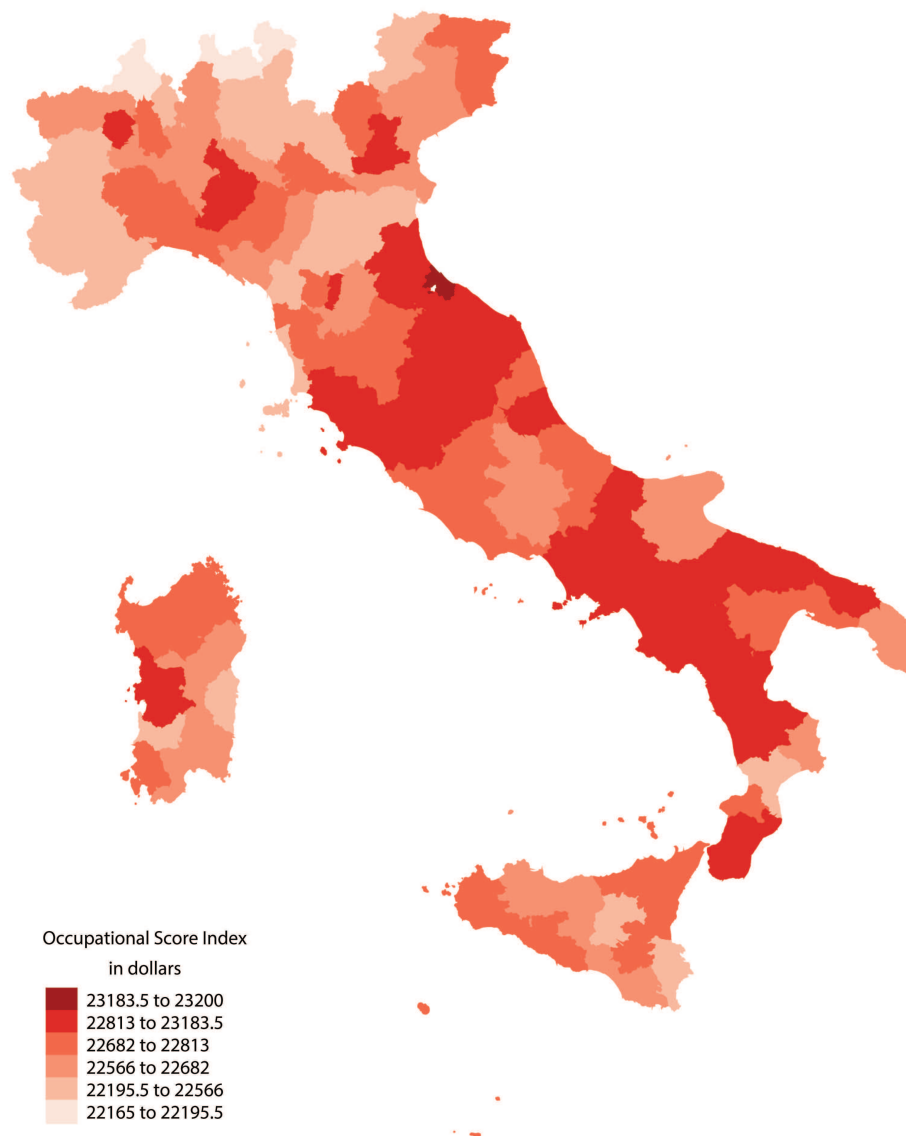 Occupational Score Index
in dollars
23183.5 to 23200
22813 to 23183.5
22682 to 22813
22566 to 22682
22195.5 to 22566
22165 to 22195.5